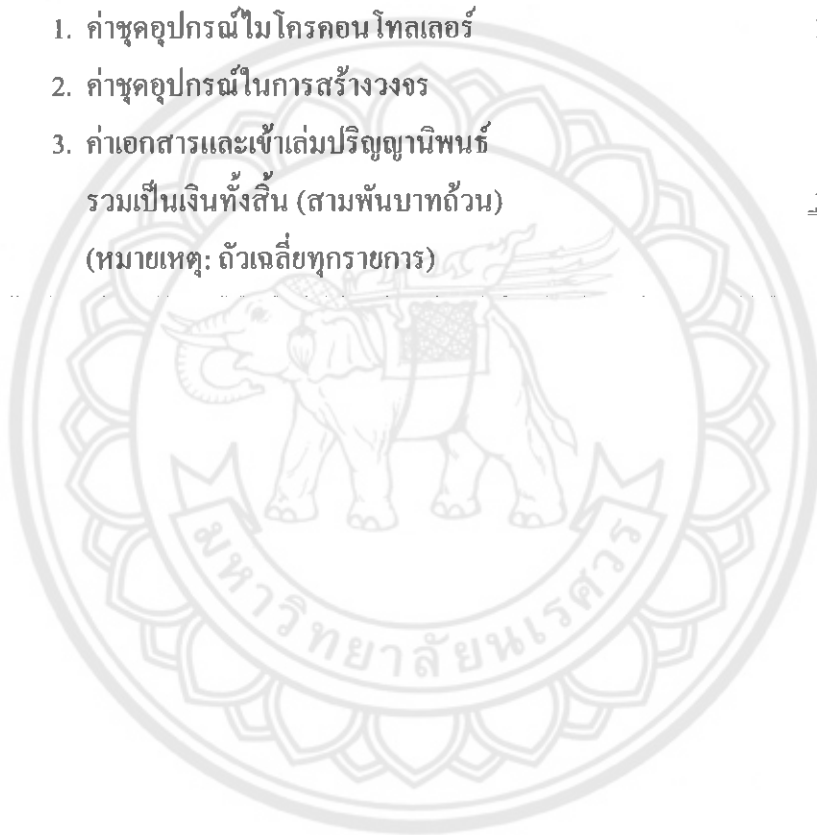 1. ค่าชุดอุปกรณ์ไมโครคอนโทลเลอร์
2. ค่าชุดอุปกรณ์ในการสร้างวงจร
3. ค่าเอกสารและเข้าเล่มปริญญานิพนธ์
รวมเป็นเงินทั้งสิ้น (สามพันบาทถ้วน)
(หมายเหตุ: ถัวเฉลี่ยทุกรายการ)
มหาวิทยาลัยนเรศวร